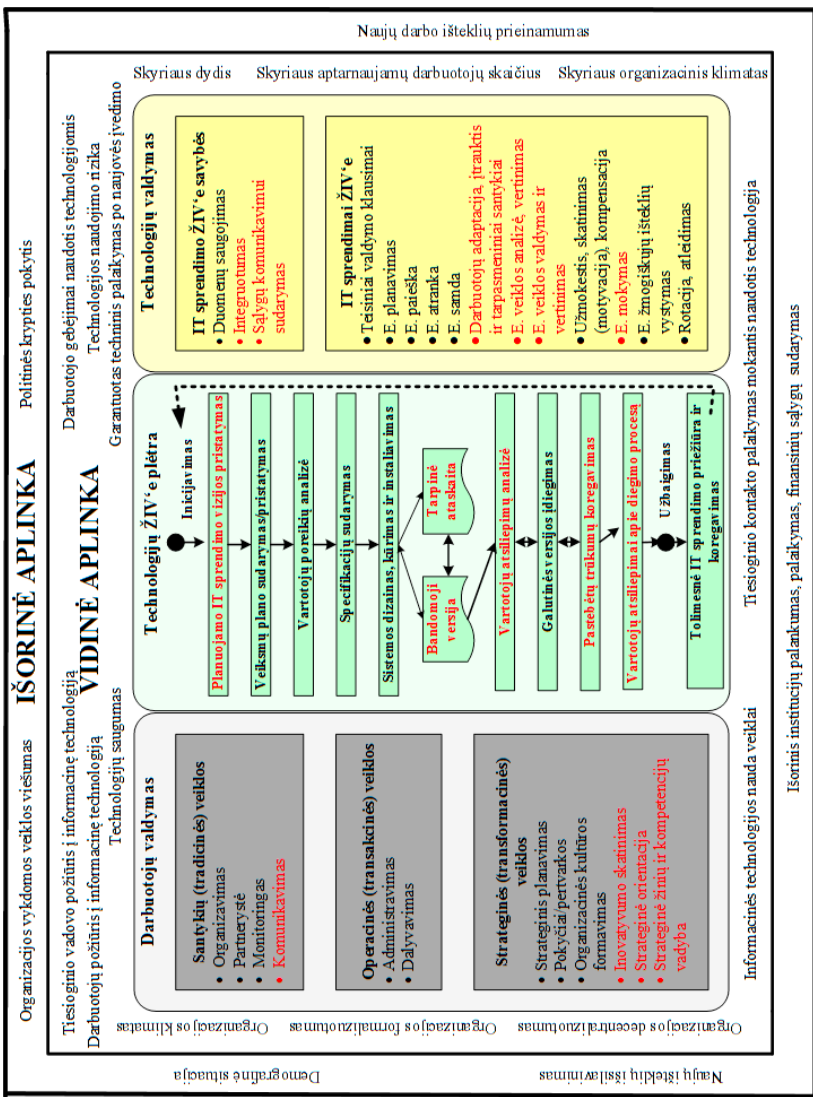 Organizacijos vykdomos veiklos viešumas
IŠORINĖ APLINKA
Politinės krypties pokytis
Tiesioginio vadovo požiūris į informacinę technologiją
Darbuotojų požiūris į informacinę technologiją
Technologijų saugumas
VIDINĖ APLINKA
Darbuotojo gebėjimai naudotis technologijomis
Technologijos naudojimo rizika
Garantuotas techninis palaikymas po naujovės įvedimo
Demografinė situacija
Naujų išteklių išsilavinimas
Organizacijos klimatas
Organizacijos formalizuotumas
Organizacijos decentralizuotumas
Darbuotojų valdymas
Santykių (tradicinės) veiklos
• Organizavimas
• Partnerystė
• Monitoringas
• Komunikavimas
Operacinės (transakcinės) veiklos
• Administravimas
• Dalyvavimas
Strateginės (transformacinės)
veiklos
• Strateginis planavimas
• Pokyčiai/pertvarkos
• Organizacinės kultūros
formavimas
• Inovatyvumo skatinimas
• Strateginė orientacija
• Strateginė žinių ir kompetencijų
vadyba
Technologijų ŽIV‘e plėtra
Inicijavimas
Planuojamo IT sprendimo vizijos pristatymas
Veiksmų plano sudarymas/pristatymas
Vartotojų poreikių analizė
Specifikacijų sudarymas
Sistemos dizainas, kūrimas ir instaliavimas
Bandomoji
versija
Tarpinė
ataskaita
Vartotojų atsiliepimų analizė
Galutinės versijos įdiegimas
Pastebėtų trūkumų koregavimas
Vartotojų atsiliepimai apie diegimo procesą
Užbaigimas
Tolimesnė IT sprendimo priežiūra ir
koregavimas
Technologijų valdymas
IT sprendimo ŽIV‘e savybės
• Duomenų saugojimas
• Integruotumas
• Sąlygų komunikavimui
sudarymas
IT sprendimai ŽIV‘e
• Teisiniai valdymo klausimai
• E. planavimas
• E. paieška
• E. atranka
• E. samda
• Darbuotojų adaptacija, įtrauktis
ir tarpasmeniniai santykiai
• E. veiklos analizė, vertinimas
• E. veiklos valdymas ir
vertinimas
• Užmokestis, skatinimas
(motyvacija), kompensacija
• E. mokymas
• E. žmogiškųjų išteklių
vystymas
• Rotacija, atleidimas
Skyriaus dydis
Skyriaus aptarnaujamų darbuotojų skaičius
Skyriaus organizacinis klimatas
Naujų darbo išteklių prieinamumas
Informacinės technologijos nauda veiklai
Tiesioginio kontakto palaikymas mokantis naudotis technologija
Išorinis institucijų palankumas, palaikymas, finansinių sąlygų sudarymas